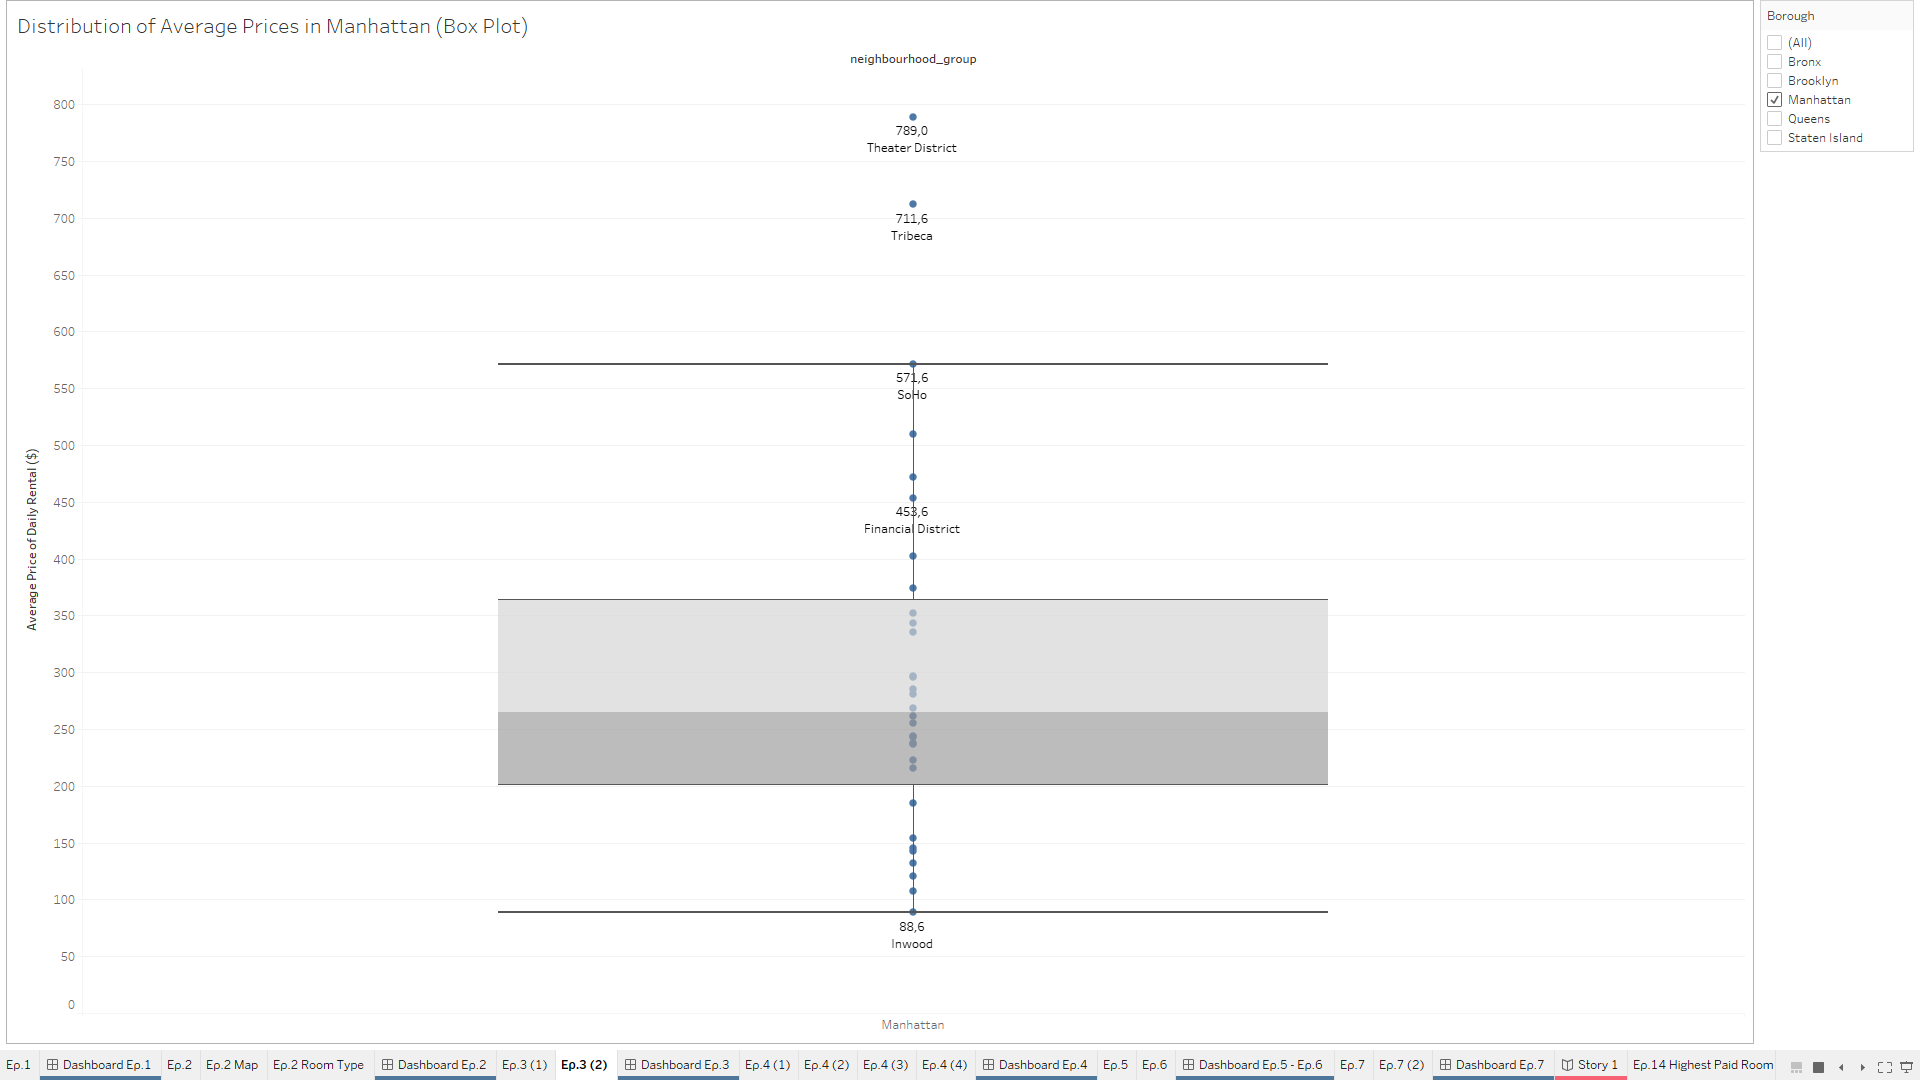 Distribution of Average Prices in Manhattan (Box Plot)
neighbourhood_group
Average Price of Daily Rental ($)
800
750
700
650
600
550
500
450
400
350
300
250
200
150
100
50
0
789,0
Theater District
711,6
Tribeca
571,6
SoHo
453,6
Financial District
88,6
Inwood
Manhattan
Borough
(All)
Bronx
Brooklyn
Manhattan
Queens
Staten Island
Ep.1
Dashboard Ep.1
Ep.2
Ep.2 Map
Ep.2 Room Type
Dashboard Ep.2
Ep.3 (1)
Ep.3 (2)
Dashboard Ep.3
Ep.4 (1)
Ep.4 (2)
Ep.4 (3)
Ep.4 (4)
Dashboard Ep.4
Ep.5
Ep.6
Dashboard Ep.5 - Ep.6
Ep.7
Ep.7 (2)
Dashboard Ep.7
Story 1
Ep.14 Highest Paid Room